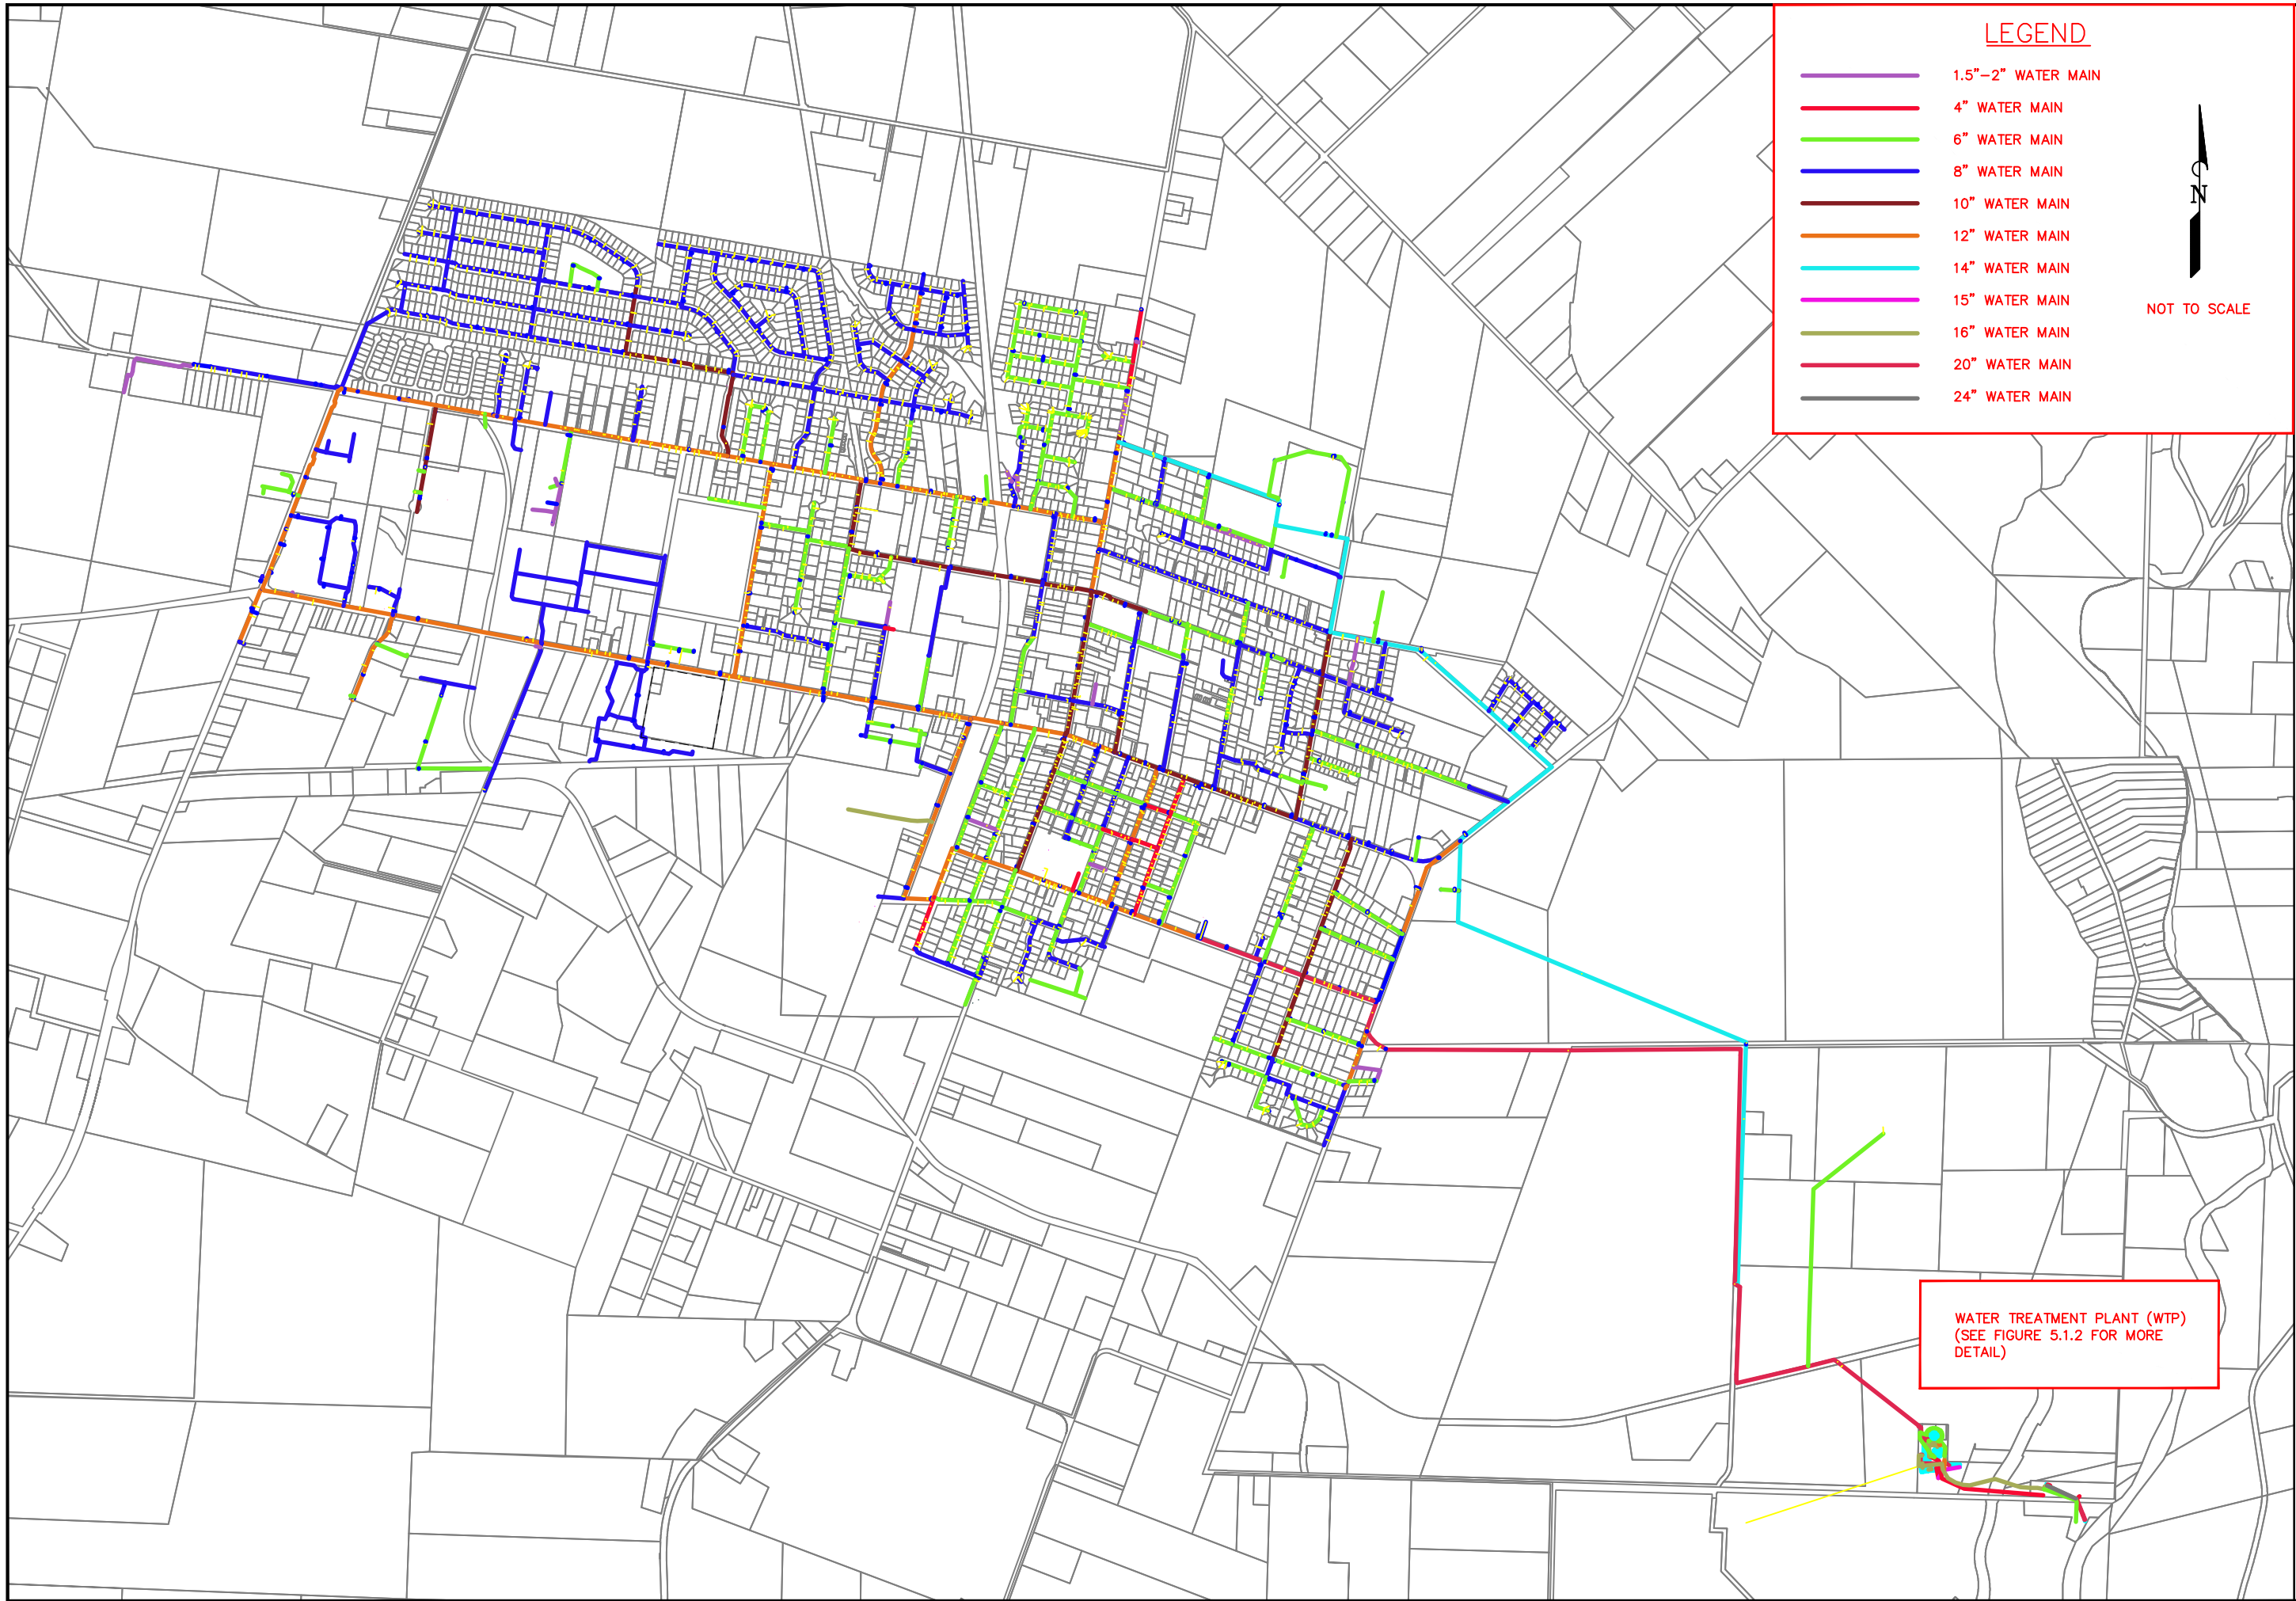 LEGEND
1.5"-2" WATER MAIN
4" WATER MAIN
6" WATER MAIN
8" WATER MAIN
10" WATER MAIN
12" WATER MAIN
14" WATER MAIN
15" WATER MAIN
16" WATER MAIN
20" WATER MAIN
24" WATER MAIN
N
NOT TO SCALE
WATER TREATMENT PLANT (WTP)
(SEE FIGURE 5.1.2 FOR MORE
DETAIL)